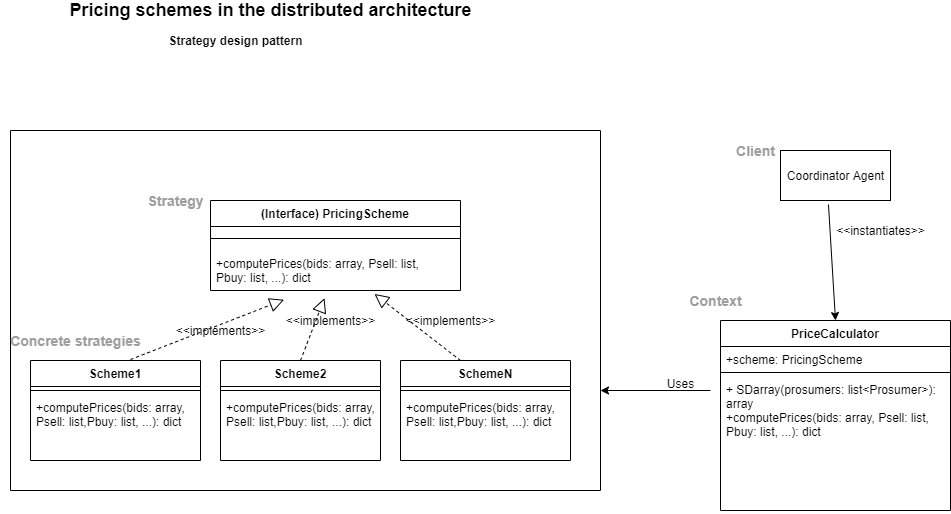 Pricing schemes in the distributed architecture
Strategy design pattern
Client
Coordinator Agent
<<instantiates>>
Strategy
(Interface) PricingScheme
+computePrices(bids: array, Psell: list,
Pbuy: list, ...): dict
<<implements>>
<<implements>>
<<implements>>
Concrete strategies
Scheme1
+computePrices(bids: array,
Psell: list,Pbuy: list, ...): dict
Scheme2
+computePrices(bids: array,
Psell: list,Pbuy: list, ...): dict
SchemeN
+computePrices(bids: array,
Psell: list,Pbuy: list, ...): dict
Uses
Context
PriceCalculator
+scheme: PricingScheme
+ SDarray(prosumers: list<Prosumer>):
array
+computePrices(bids: array, Psell: list,
Pbuy: list, ...): dict